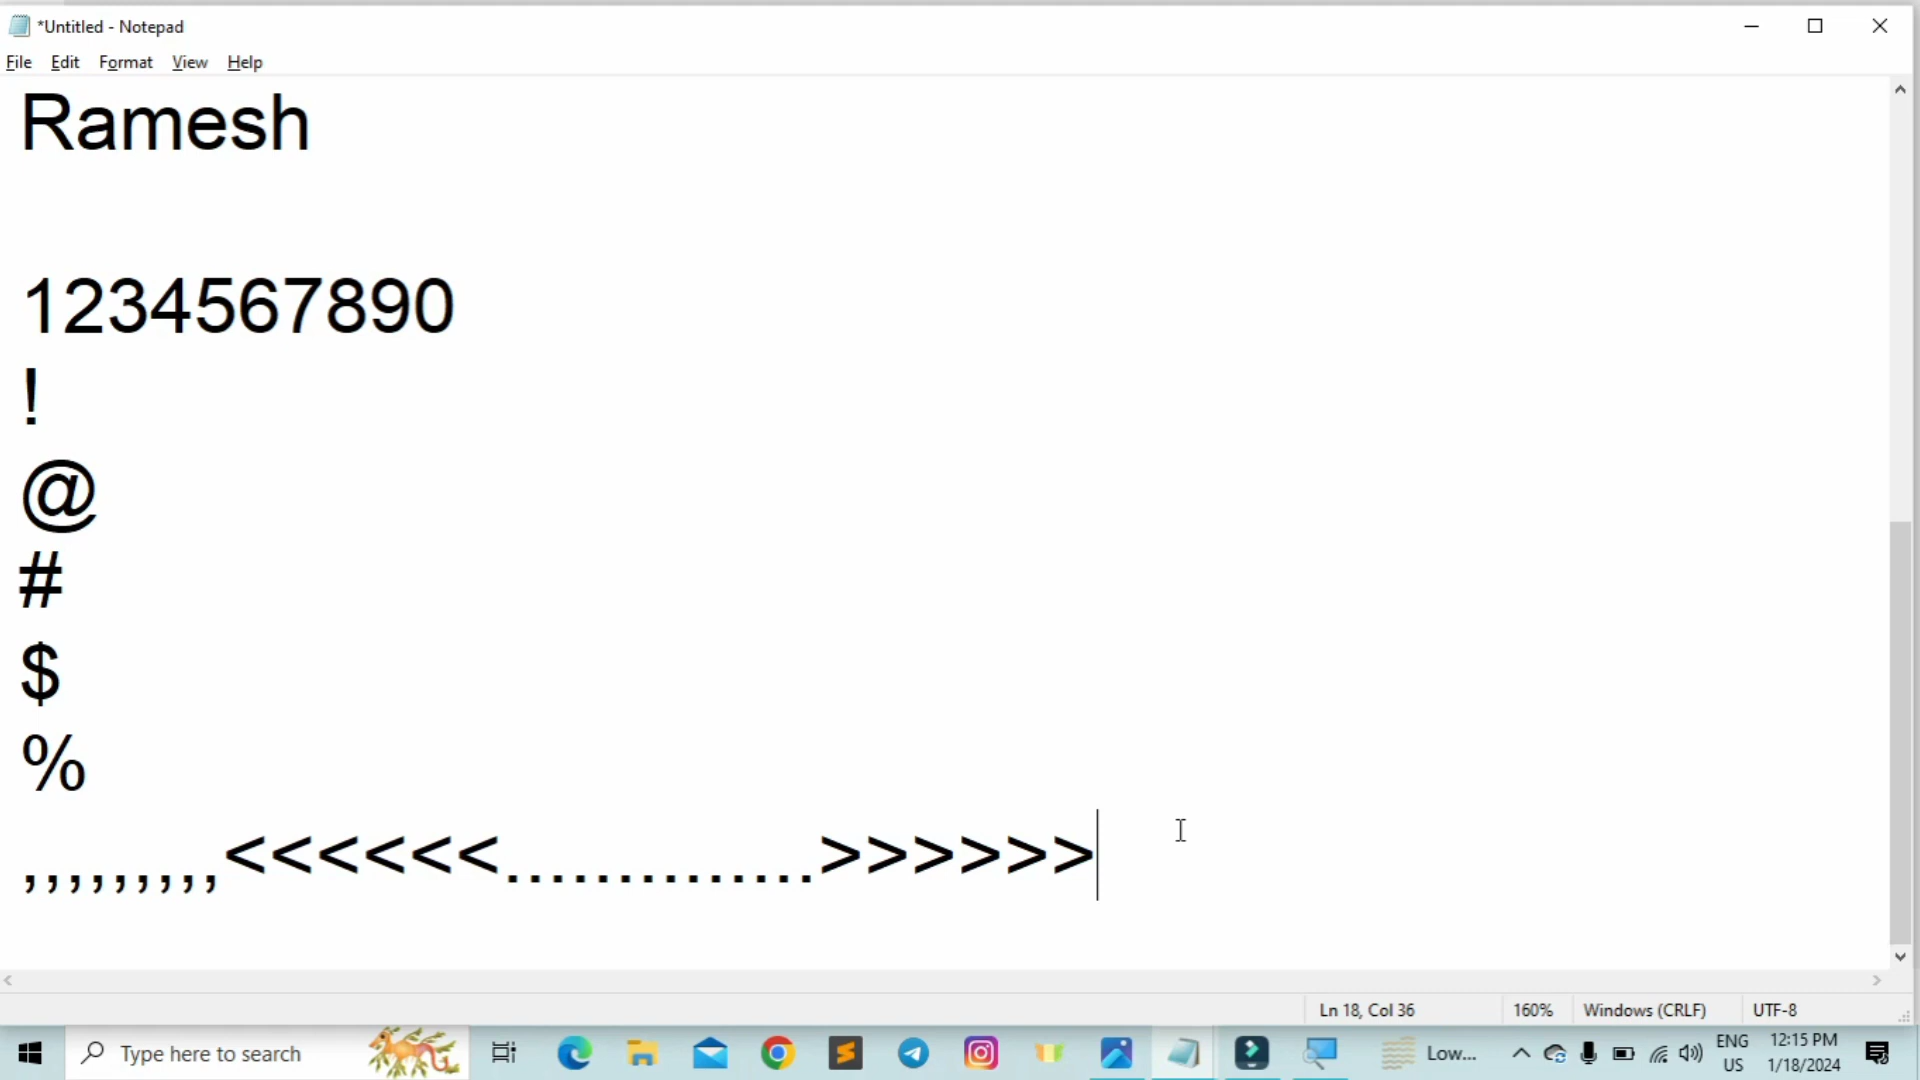 *Untitled - Notepad
File Edit Format View Help
Ramesh
1234567890
!
@
#
$
%
,,,,,,,,,<<<<<<..............>>>>>>
Ln 18, Col 36 160% Windows (CRLF) UTF-8
Type here to search Low... ENG US 12:15 PM 1/18/2024